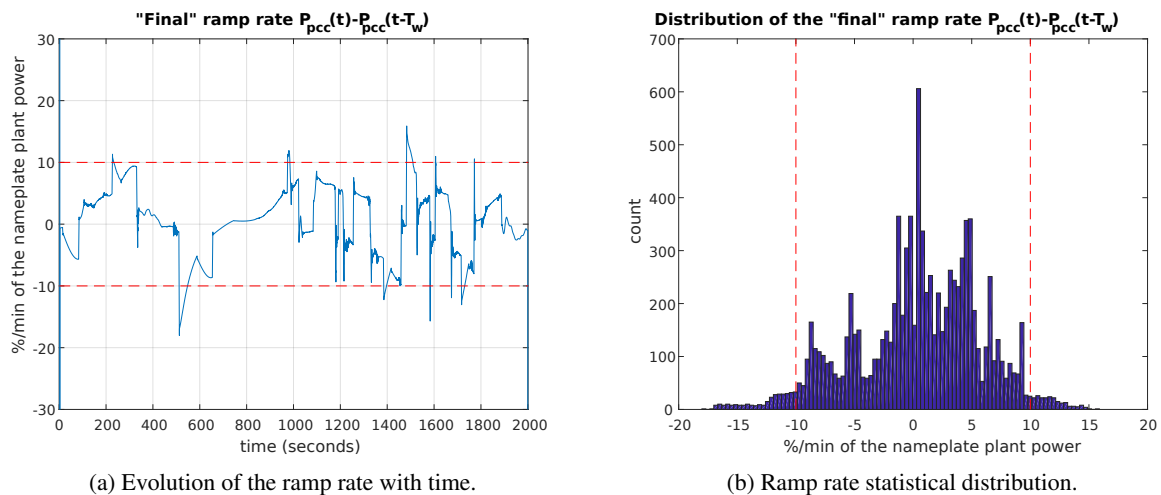 "Final" ramp rate P_pcc(t)-P_pcc(t-T_w)
30
20
10
0
-10
-20
-30
%/min of the nameplate plant power
0 200 400 600 800 1000 1200 1400 1600 1800 2000
time (seconds)
(a) Evolution of the ramp rate with time.
Distribution of the "final" ramp rate P_pcc(t)-P_pcc(t-T_w)
700
600
500
400
300
200
100
0
count
-20 -15 -10 -5 0 5 10 15 20
%/min of the nameplate plant power
(b) Ramp rate statistical distribution.